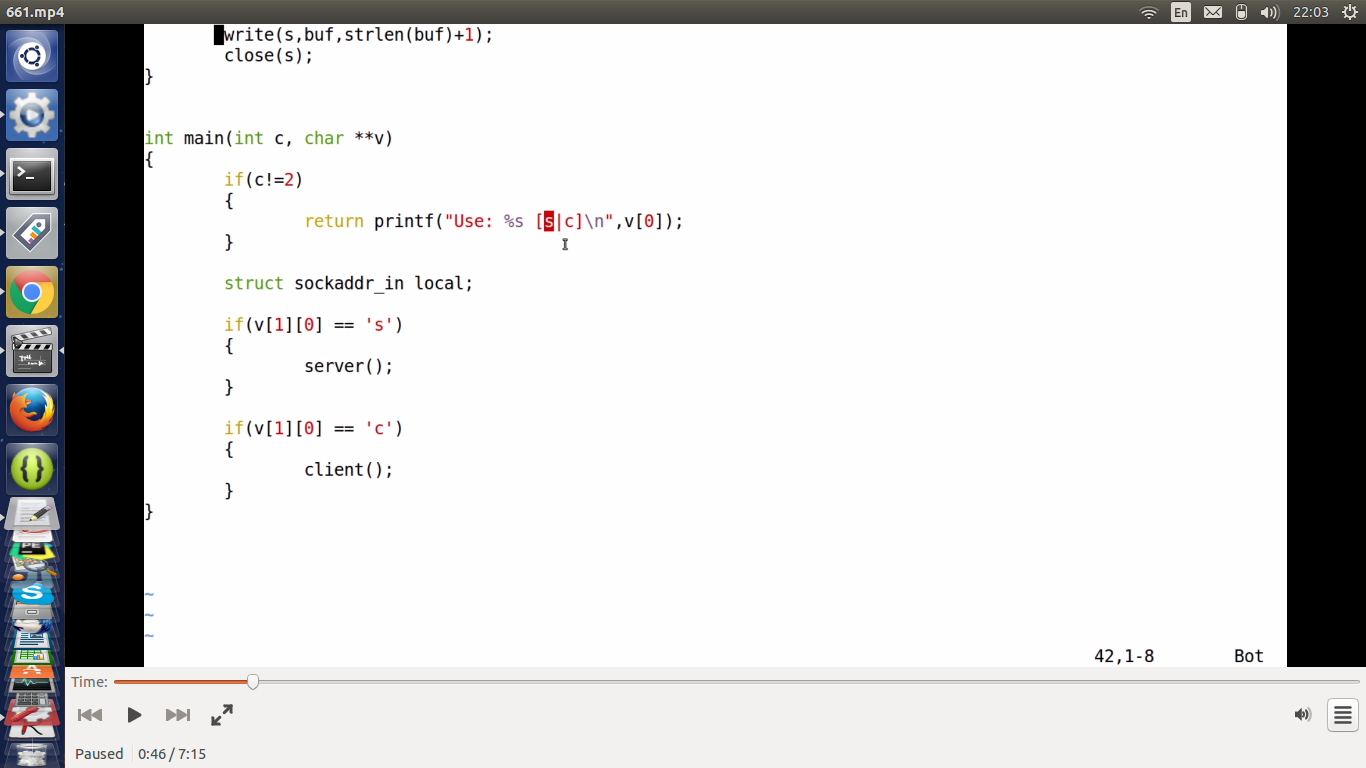 661.mp4
En
22:03
write(s,buf,strlen(buf)+1);
close(s);
}
int main(int c, char **v)
{
if(c!=2)
{
return printf("Use: %s [s|c]\n",v[0]);
}
struct sockaddr_in local;
if(v[1][0] == 's')
{
server();
}
if(v[1][0] == 'c')
{
client();
}
}
~
~
~
42,1-8 Bot
Time:
Paused 0:46 / 7:15